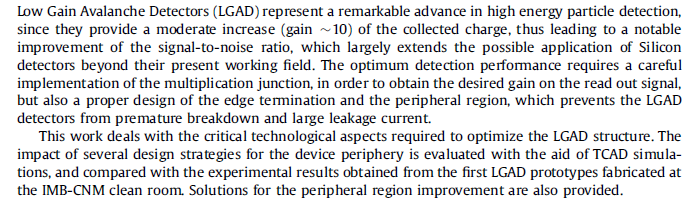 Low Gain Avalanche Detectors (LGAD) represent a remarkable advance in high energy particle detection,
since they provide a moderate increase (gain ∼10) of the collected charge, thus leading to a notable
improvement of the signal-to-noise ratio, which largely extends the possible application of Silicon
detectors beyond their present working field. The optimum detection performance requires a careful
implementation of the multiplication junction, in order to obtain the desired gain on the read out signal,
but also a proper design of the edge termination and the peripheral region, which prevents the LGAD
detectors from premature breakdown and large leakage current.
This work deals with the critical technological aspects required to optimize the LGAD structure. The
impact of several design strategies for the device periphery is evaluated with the aid of TCAD simula-
tions, and compared with the experimental results obtained from the first LGAD prototypes fabricated at
the IMB-CNM clean room. Solutions for the peripheral region improvement are also provided.